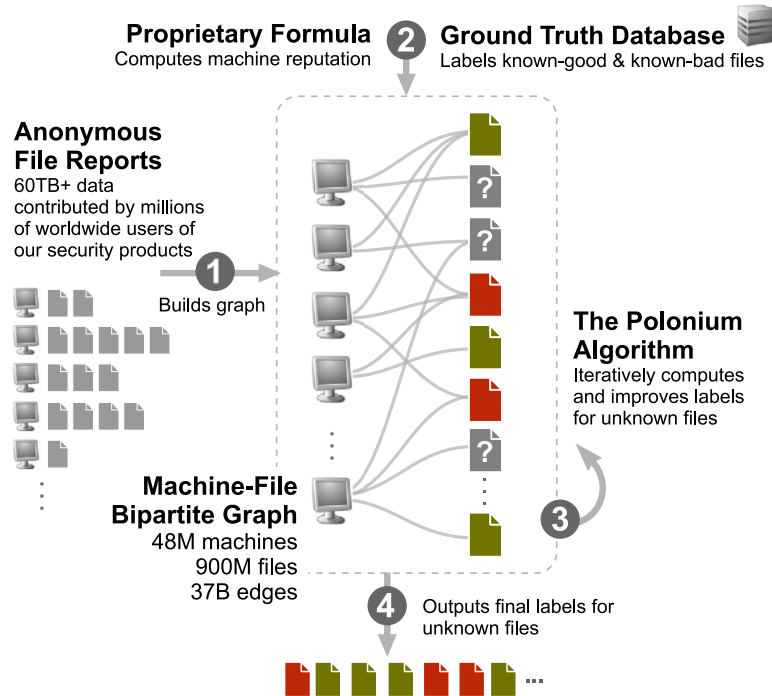 Proprietary Formula
Computes machine reputation
2
Ground Truth Database
Labels known-good & known-bad files
Anonymous
File Reports
60TB+ data
contributed by millions
of worldwide users of
our security products
1
Builds graph
?
?
?
The Polonium
Algorithm
Iteratively computes
and improves labels
for unknown files
3
Machine-File
Bipartite Graph
48M machines
900M files
37B edges
4
Outputs final labels for
unknown files